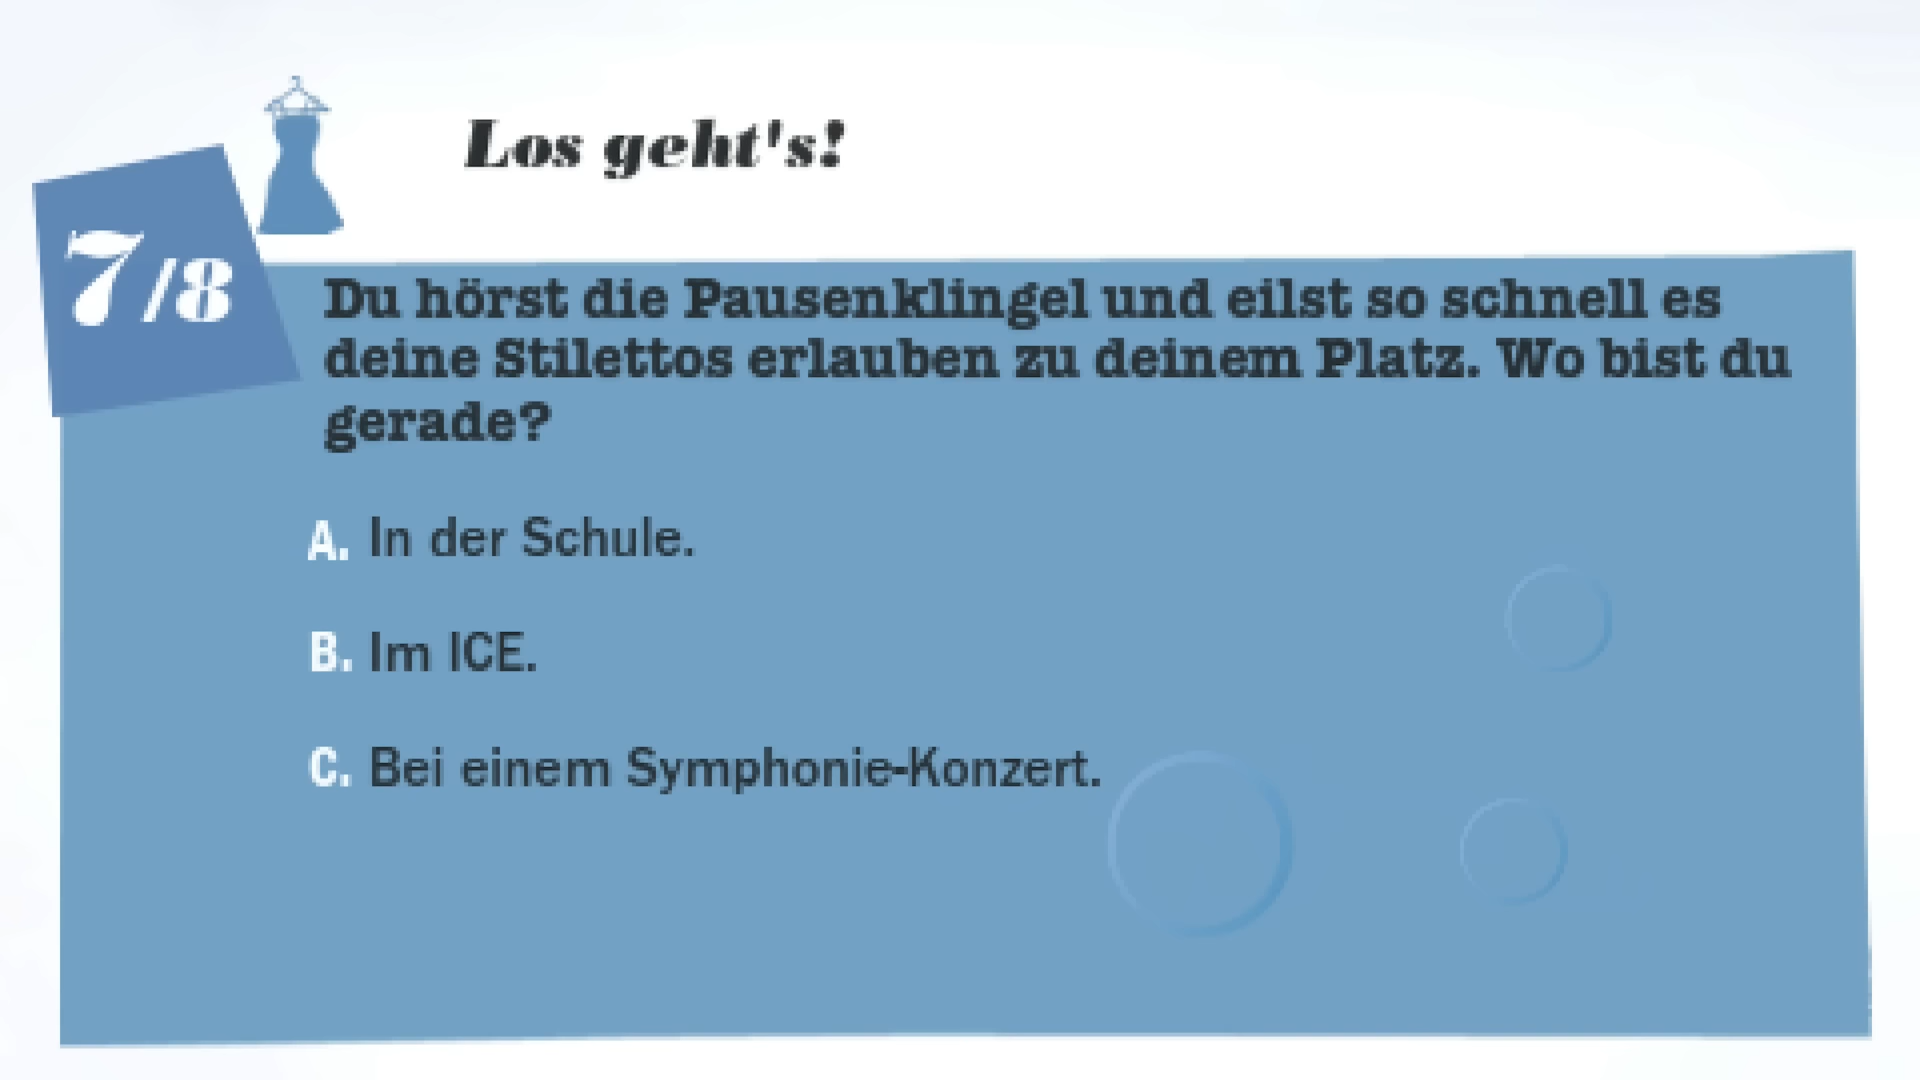 Los geht's!
7/8
Du hörst die Pausenklingel und eilst so schnell es
deine Stilettos erlauben zu deinem Platz. Wo bist du
gerade?
A. In der Schule.
B. Im ICE.
C. Bei einem Symphonie-Konzert.